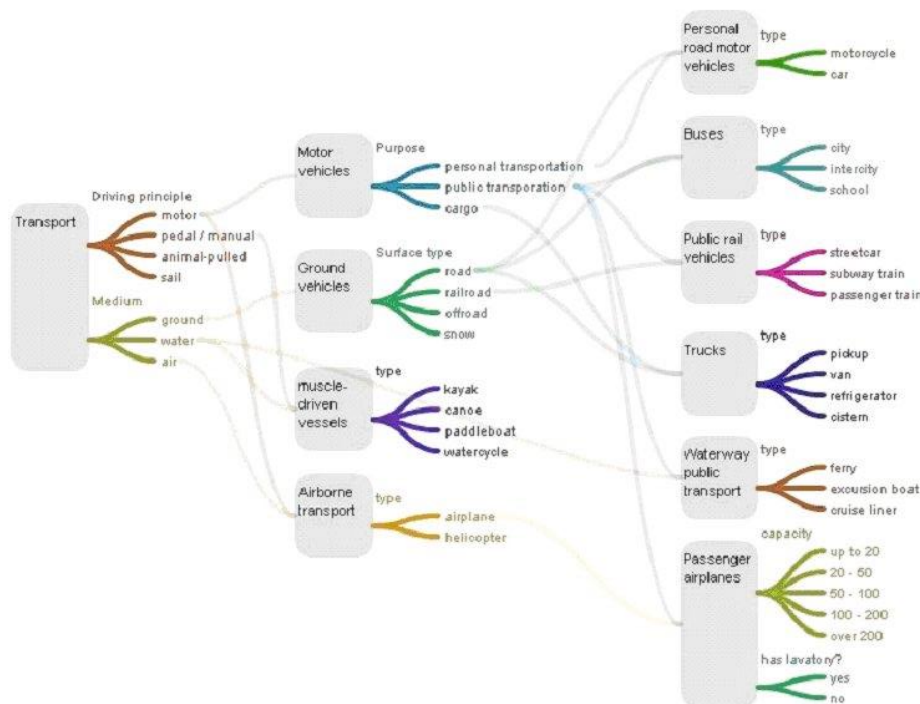 Transport
Driving principle
motor
pedal / manual
animal-pulled
sail
Medium
ground
water
air
Motor
vehicles
Purpose
personal transportation
public transporation
cargo
Ground
vehicles
Surface type
road
railroad
offroad
snow
muscle-
driven
vessels
type
kayak
canoe
paddleboat
watercycle
Airborne
transport
type
airplane
helicopter
Personal
road motor
vehicles
type
motorcycle
car
Buses
type
city
intercity
school
Public rail
vehicles
type
streetcar
subway train
passenger train
Trucks
type
pickup
van
refrigerator
cistern
Waterway
public
transport
type
ferry
excursion boat
cruise liner
Passenger
airplanes
capacity
up to 20
20 - 50
50 - 100
100 - 200
over 200
has lavatory?
yes
no